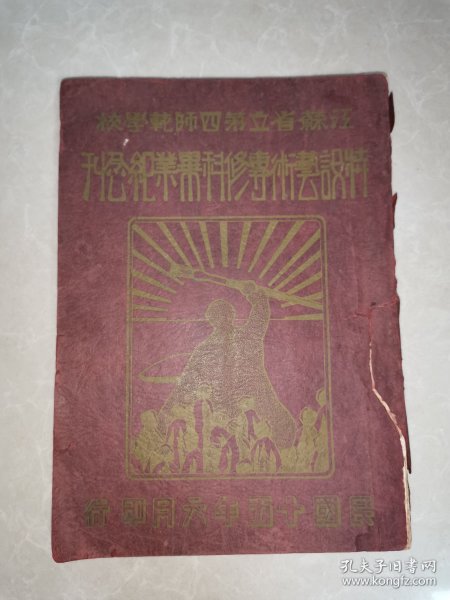 江蘇省立第四師範學校
特設藝術專修科畢業紀念刊
民國十四年六月印行
孔夫子旧书网
www.kongfz.com